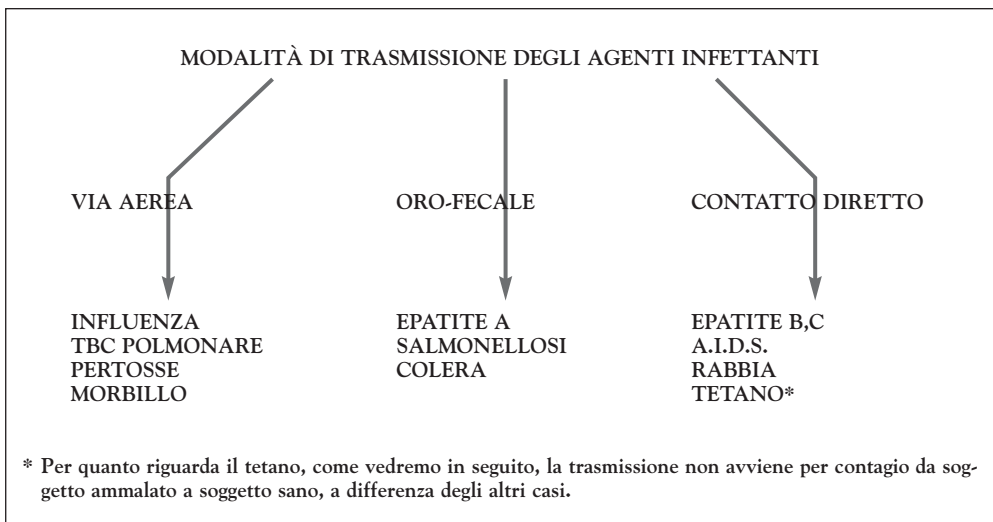 MODALITÀ DI TRASMISSIONE DEGLI AGENTI INFETTANTI
VIA AEREA
ORO-FECALE
CONTATTO DIRETTO
INFLUENZA
TBC POLMONARE
PERTOSSE
MORBILLO
EPATITE A
SALMONELLOSI
COLERA
EPATITE B,C
A.I.D.S.
RABBIA
TETANO*
* Per quanto riguarda il tetano, come vedremo in seguito, la trasmissione non avviene per contagio da sog-
getto ammalato a soggetto sano, a differenza degli altri casi.